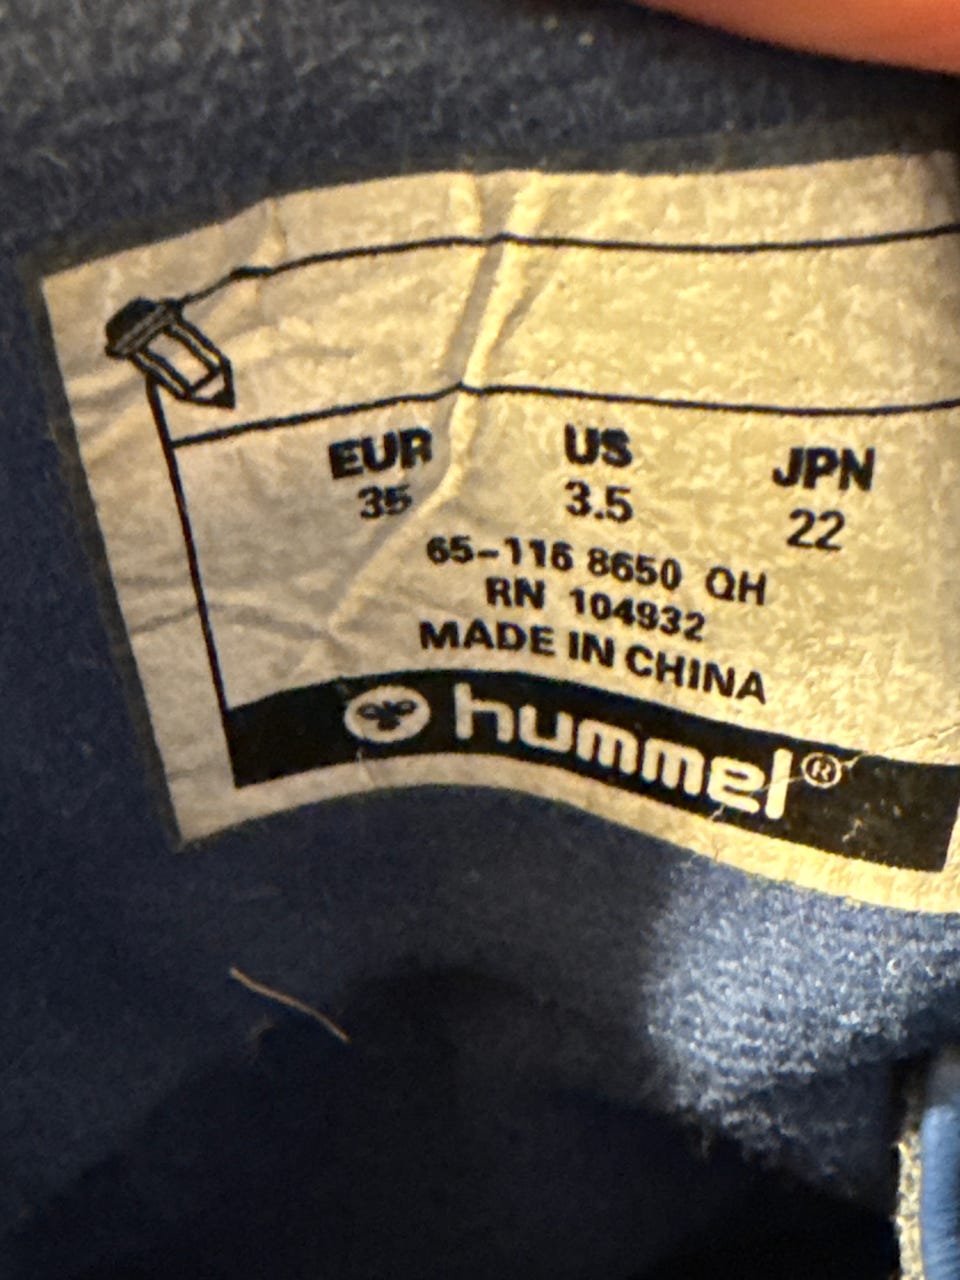 EUR US JPN
35 3.5 22
65-116 8650 QH
RN 104932
MADE IN CHINA
hummel®